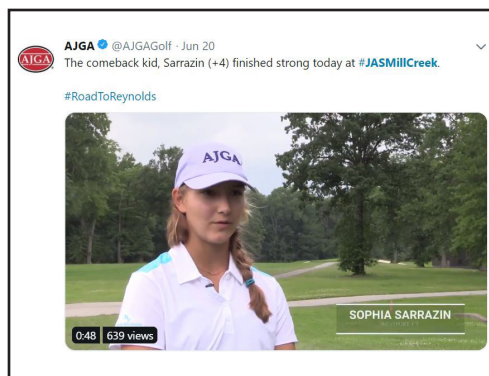 AJGA @AJGAGolf · Jun 20
AJGA
The comeback kid, Sarrazin (+4) finished strong today at #JASMillCreek.
#RoadToReynolds
AJGA
SOPHIA SARRAZIN
0:48 639 views